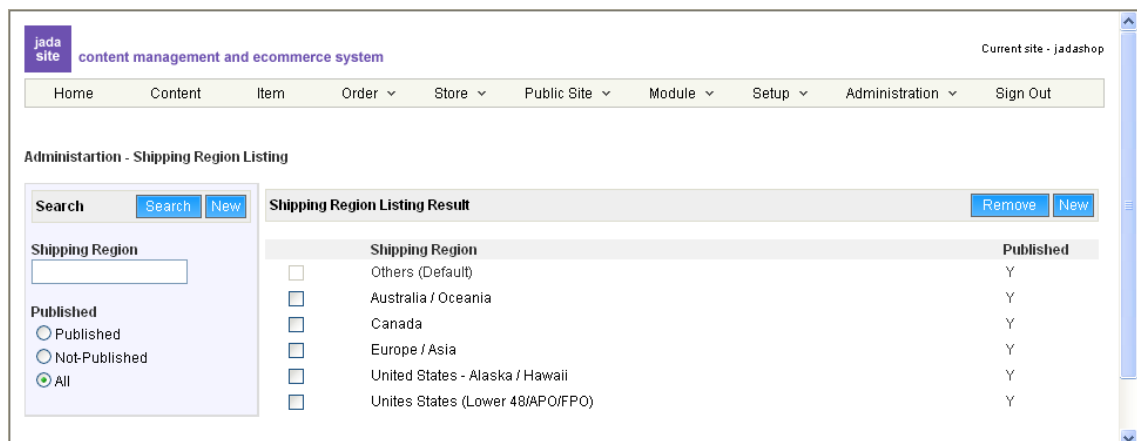 jada
site
content management and ecommerce system
Current site - jadashop
Home Content Item Order Store Public Site Module Setup Administration Sign Out
Administartion - Shipping Region Listing
Search Search New
Shipping Region
Published
Published
Not-Published
All
Shipping Region Listing Result Remove New
Shipping Region Published
Others (Default) Y
Australia / Oceania Y
Canada Y
Europe / Asia Y
United States - Alaska / Hawaii Y
Unites States (Lower 48/APO/FPO) Y